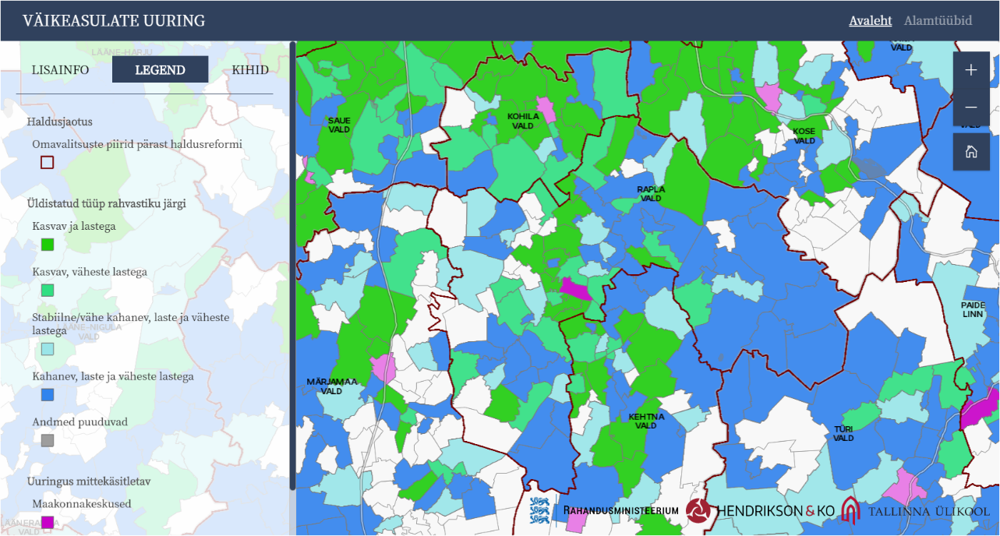 VÄIKEASULATE UURING
Avaleht Alamtüübid
LÄÄNE-HARJU
LISAINFO LEGEND KIHID
Haldusjaotus
Omavalitsuste piirid pärast haldusreformi
Üldistatud tüüp rahvastiku järgi
Kasvav ja lastega
Kasvav, väheste lastega
Stabiilne/vähe kahanev, laste ja väheste
lastega
LÄÄNE-NIGULA
VALD
Kahanev, laste ja väheste lastega
Andmed puuduvad
Uuringus mittekäsitletav
Maakonnakeskused
VALD
SAUE
VALD
KOHILA
VALD
KOSE
VALD
VALD
VALD
RAPLA
VALD
PAIDE
LINN
MÄRJAMAA
VALD
KEHTNA
VALD
TÜRI
VALD
RAHANDUSMINISTEERIUM
HENDRIKSON & KO
TALLINNA ÜLIKOOL